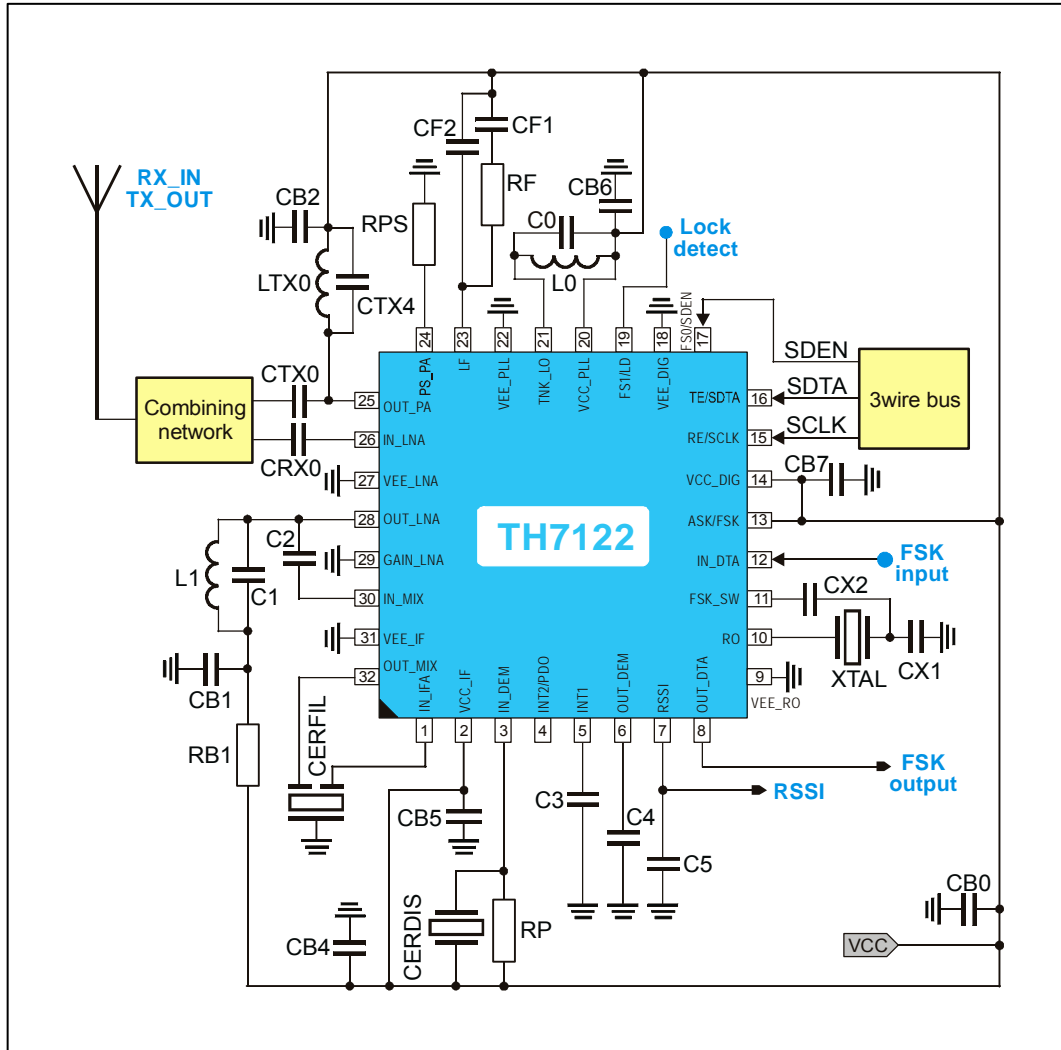 CF2
CF1
RX_IN
TX_OUT
CB2
RPS
RF
CB6
C0
Lock
detect
LTX0
CTX4
L0
24
23
22
21
20
19
18
17
FS0/SDEN
PS_PA
LF
VEE_PLL
TNK_LO
VCC_PLL
FS1/LD
VEE_DIG
SDEN
CTX0
25
OUT_PA
TE/SDTA
16
SDTA
Combining
network
3wire bus
26
IN_LNA
RE/SCLK
15
SCLK
CRX0
27
VEE_LNA
VCC_DIG
14
CB7
28
OUT_LNA
ASK/FSK
13
C2
TH7122
L1
C1
29
GAIN_LNA
IN_DTA
12
FSK
input
30
IN_MIX
FSK_SW
11
CX2
31
VEE_IF
RO
10
XTAL
CX1
OUT_MIX
32
9
VEE_RO
CB1
IN_IFA
VCC_IF
IN_DEM
INT2/PDO
INT1
OUT_DEM
RSSI
OUT_DTA
1
2
3
4
5
6
7
8
RB1
CERFIL
FSK
output
RSSI
CB5
C3
C4
C5
CB4
CERDIS
RP
CB0
VCC